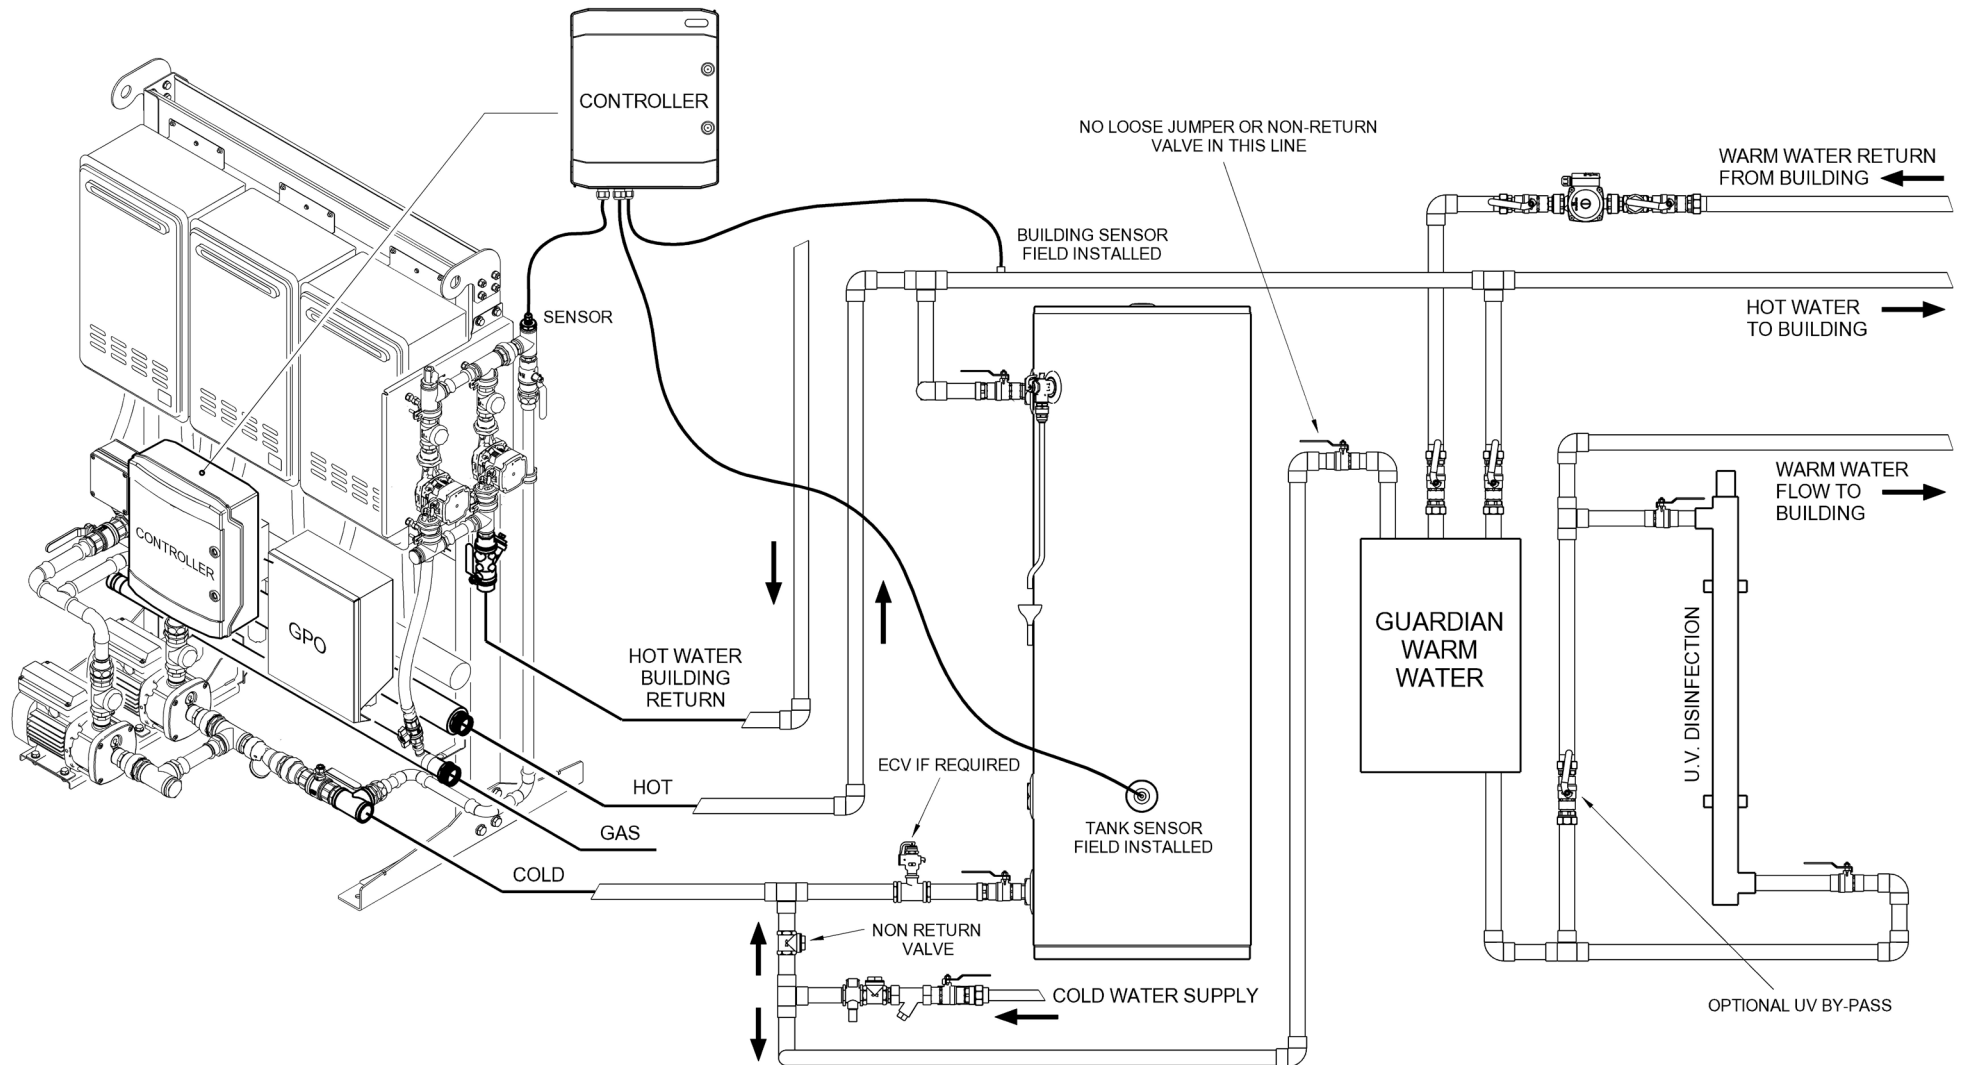 CONTROLLER
NO LOOSE JUMPER OR NON-RETURN
VALVE IN THIS LINE
WARM WATER RETURN
FROM BUILDING
BUILDING SENSOR
FIELD INSTALLED
SENSOR
HOT WATER
TO BUILDING
WARM WATER
FLOW TO
BUILDING
CONTROLLER
GPO
HOT WATER
BUILDING
RETURN
GUARDIAN
WARM
WATER
U.V. DISINFECTION
HOT
ECV IF REQUIRED
GAS
TANK SENSOR
FIELD INSTALLED
COLD
NON RETURN
VALVE
COLD WATER SUPPLY
OPTIONAL UV BY-PASS